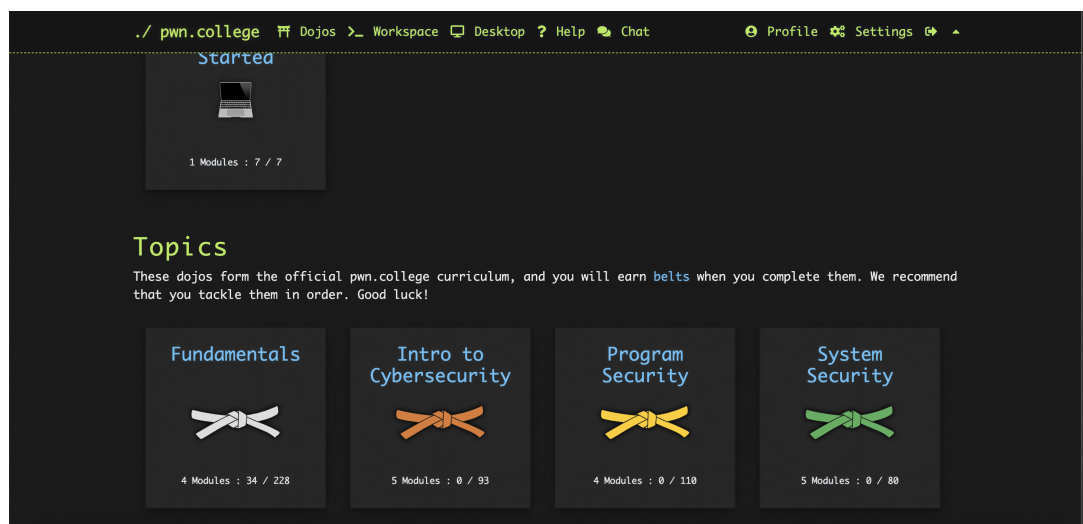 ./ pwn.college Dojos Workspace Desktop ? Help Chat Profile Settings
Started
1 Modules : 7 / 7
Topics
These dojos form the official pwn.college curriculum, and you will earn belts when you complete them. We recommend
that you tackle them in order. Good luck!
Fundamentals
4 Modules : 34 / 228
Intro to
Cybersecurity
5 Modules : 0 / 93
Program
Security
4 Modules : 0 / 110
System
Security
5 Modules : 0 / 80